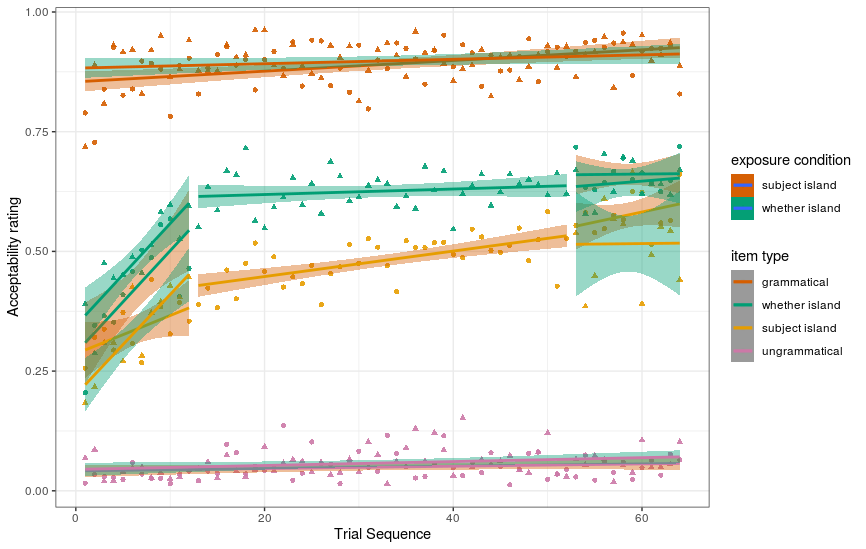 1.00
0.75
0.50
0.25
0.00
Acceptability rating
0
20
40
60
Trial Sequence
exposure condition
subject island
whether island
item type
grammatical
whether island
subject island
ungrammatical